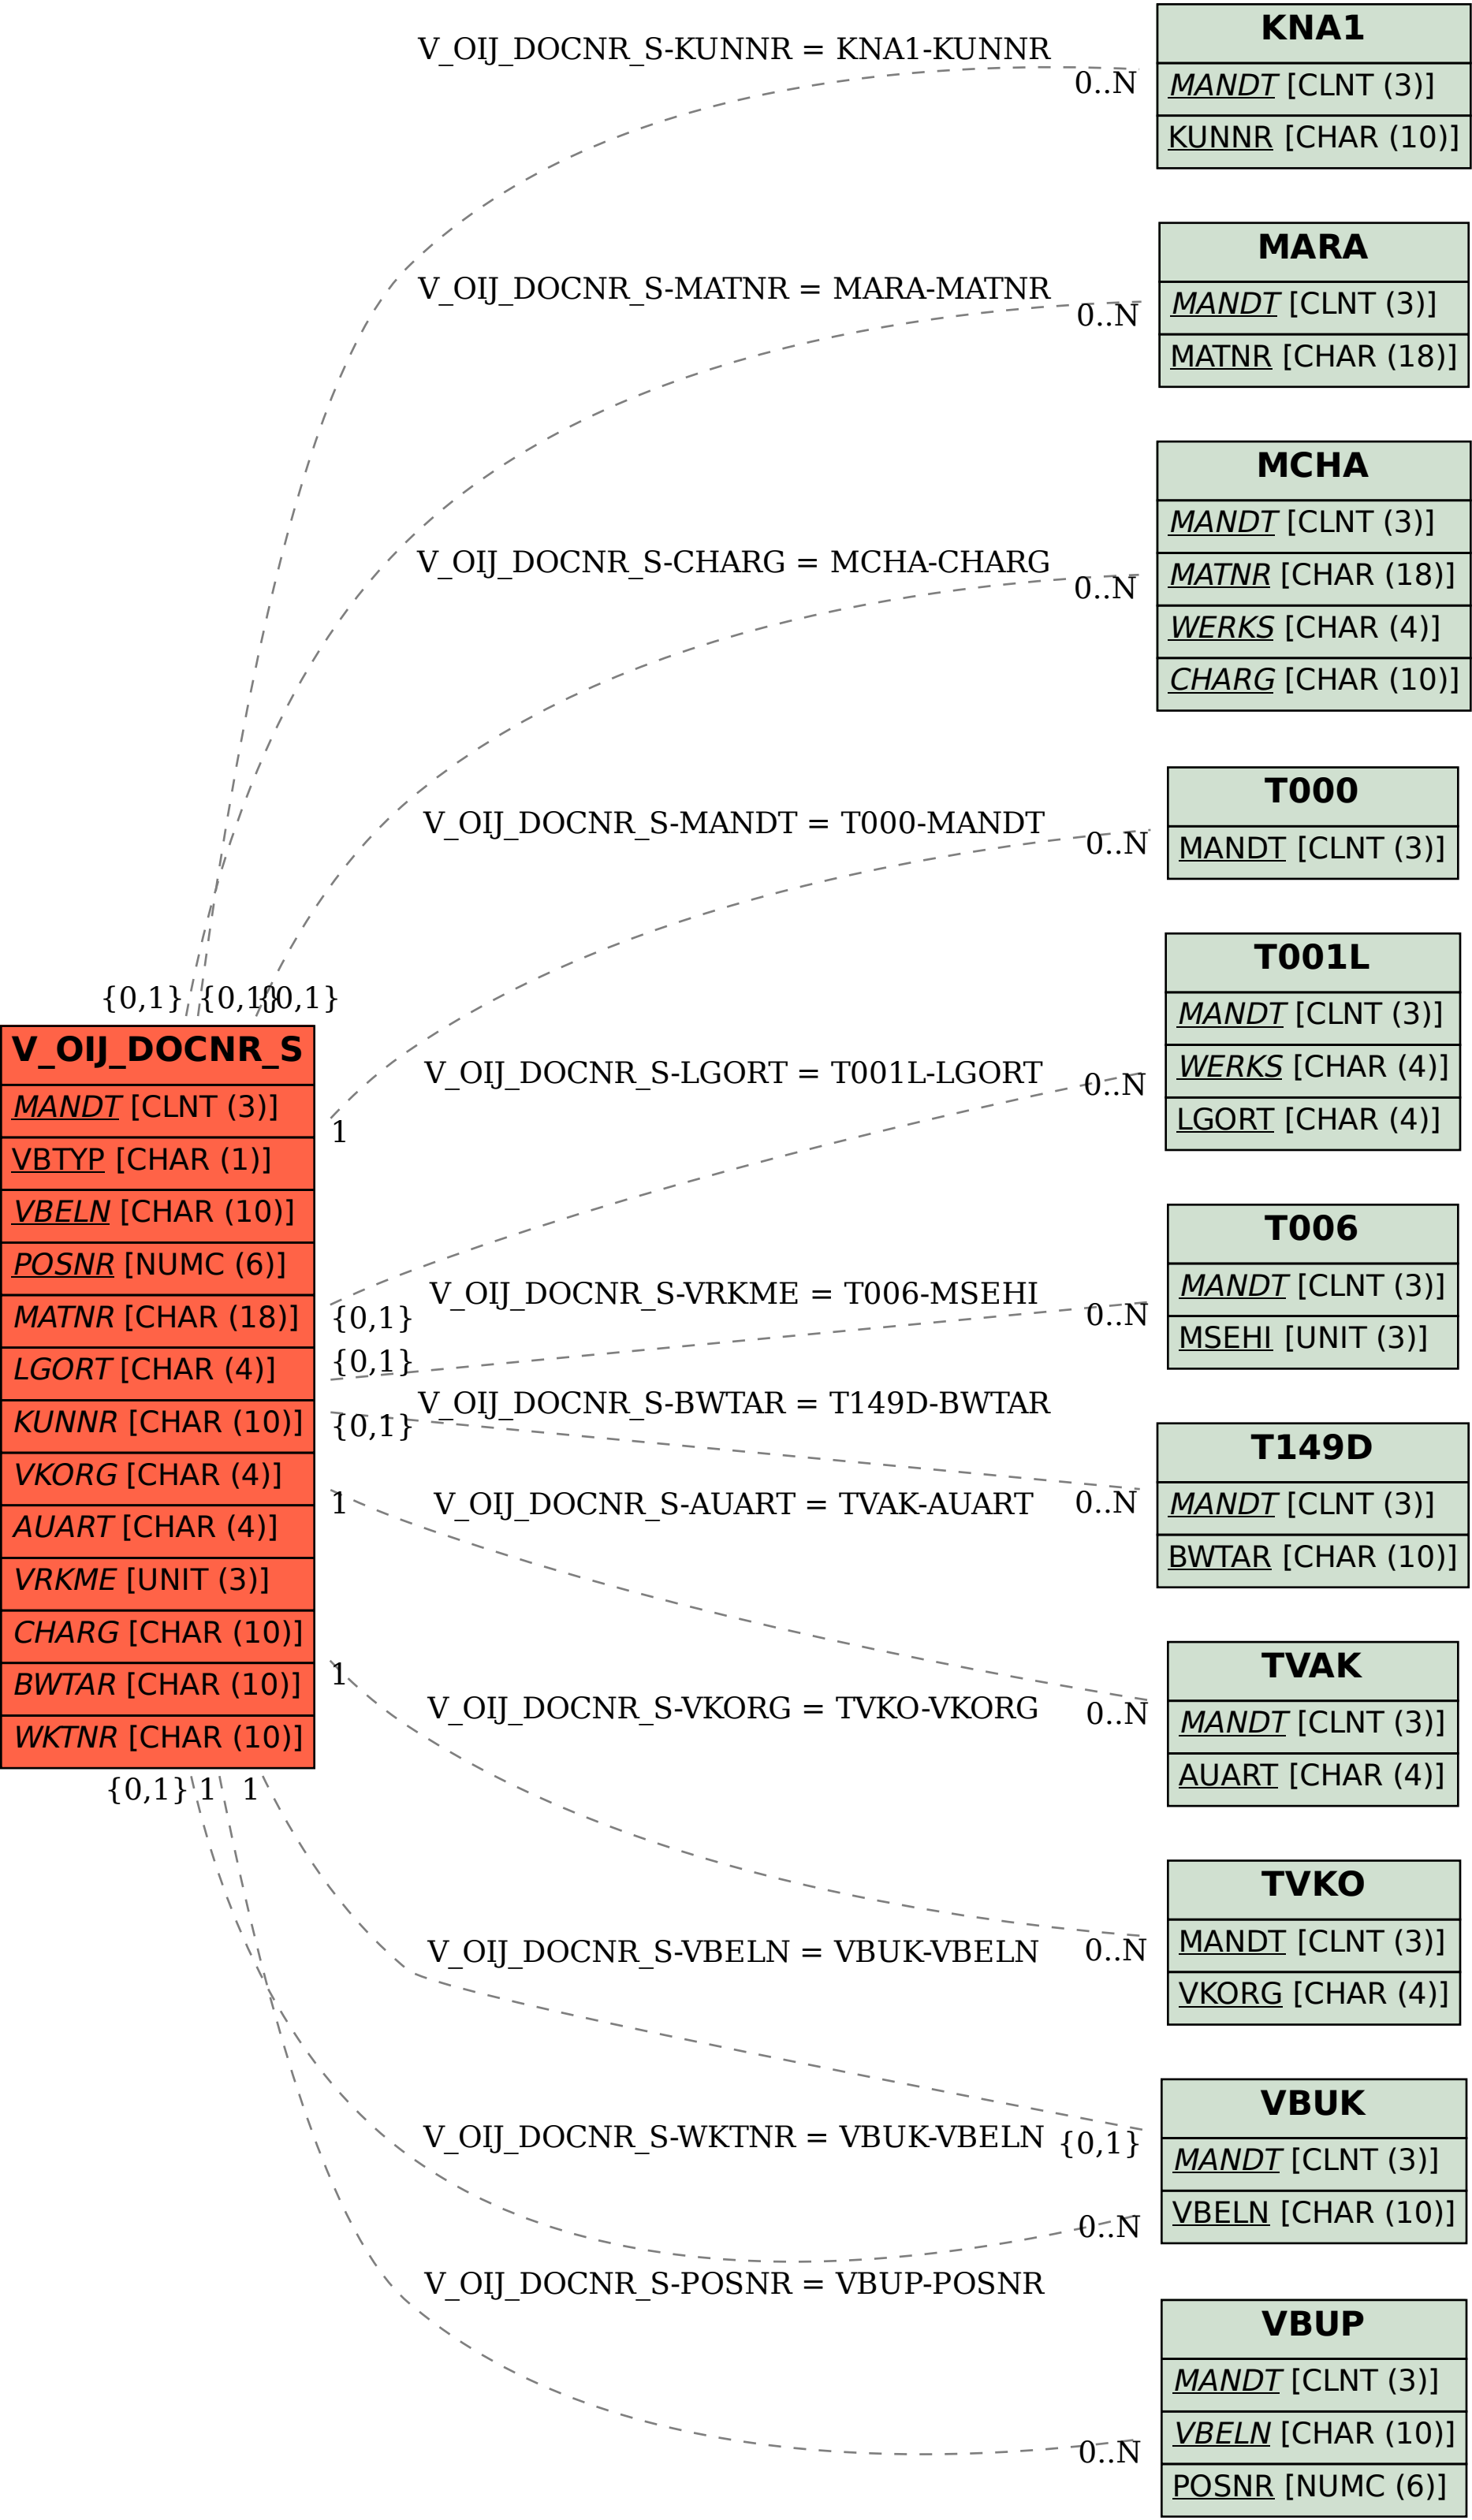 V_OIJ_DOCNR_S-KUNNR = KNA1-KUNNR
0..N
KNA1
MANDT [CLNT (3)]
KUNNR [CHAR (10)]
V_OIJ_DOCNR_S-MATNR = MARA-MATNR
0..N
MARA
MANDT [CLNT (3)]
MATNR [CHAR (18)]
V_OIJ_DOCNR_S-CHARG = MCHA-CHARG
0..N
MCHA
MANDT [CLNT (3)]
MATNR [CHAR (18)]
WERKS [CHAR (4)]
CHARG [CHAR (10)]
V_OIJ_DOCNR_S-MANDT = T000-MANDT
0..N
T000
MANDT [CLNT (3)]
{0,1} {0,1} {0,1}
V_OIJ_DOCNR_S
MANDT [CLNT (3)]
VBTYP [CHAR (1)]
VBELN [CHAR (10)]
POSNR [NUMC (6)]
MATNR [CHAR (18)]
LGORT [CHAR (4)]
KUNNR [CHAR (10)]
VKORG [CHAR (4)]
AUART [CHAR (4)]
VRKME [UNIT (3)]
CHARG [CHAR (10)]
BWTAR [CHAR (10)]
WKTNR [CHAR (10)]
{0,1} 1 1
1
V_OIJ_DOCNR_S-LGORT = T001L-LGORT
0..N
{0,1}
T001L
MANDT [CLNT (3)]
WERKS [CHAR (4)]
LGORT [CHAR (4)]
V_OIJ_DOCNR_S-VRKME = T006-MSEHI
0..N
{0,1}
T006
MANDT [CLNT (3)]
MSEHI [UNIT (3)]
V_OIJ_DOCNR_S-BWTAR = T149D-BWTAR
{0,1}
0..N
T149D
MANDT [CLNT (3)]
BWTAR [CHAR (10)]
1
V_OIJ_DOCNR_S-AUART = TVAK-AUART
0..N
TVAK
MANDT [CLNT (3)]
AUART [CHAR (4)]
1
V_OIJ_DOCNR_S-VKORG = TVKO-VKORG
0..N
TVKO
MANDT [CLNT (3)]
VKORG [CHAR (4)]
V_OIJ_DOCNR_S-VBELN = VBUK-VBELN
{0,1}
V_OIJ_DOCNR_S-WKTNR = VBUK-VBELN
0..N
VBUK
MANDT [CLNT (3)]
VBELN [CHAR (10)]
V_OIJ_DOCNR_S-POSNR = VBUP-POSNR
0..N
VBUP
MANDT [CLNT (3)]
VBELN [CHAR (10)]
POSNR [NUMC (6)]